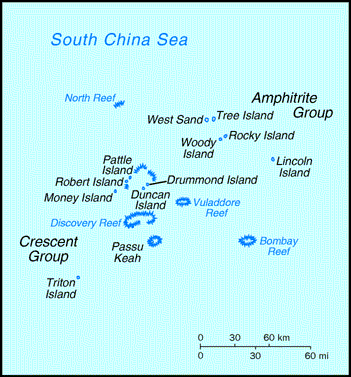 South China Sea
North Reef
Amphitrite
Group
West Sand
Tree Island
Woody
Island
Rocky Island
Lincoln
Island
Pattle
Island
Robert Island
Money Island
Drummond Island
Duncan
Island
Vuladdore
Reef
Discovery Reef
Crescent
Group
Passu
Keah
Bombay
Reef
Triton
Island
0 30 60 km
0 30 60 mi